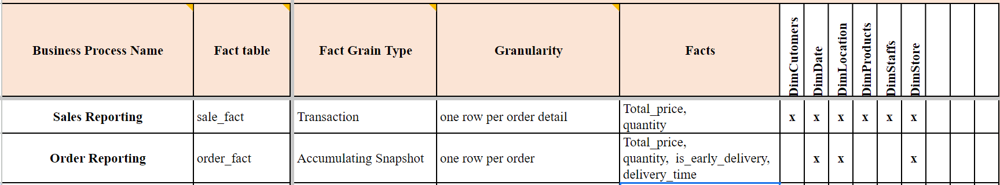 Business Process Name
Fact table
Fact Grain Type
Granularity
Facts
DimCutomers
DimDate
DimLocation
DimProducts
DimStaffs
DimStore
Sales Reporting
sale_fact
Transaction
one row per order detail
Total_price,
quantity
x x x x x x
Order Reporting
order_fact
Accumulating Snapshot
one row per order
Total_price,
quantity, is_early_delivery,
delivery_time
x x x